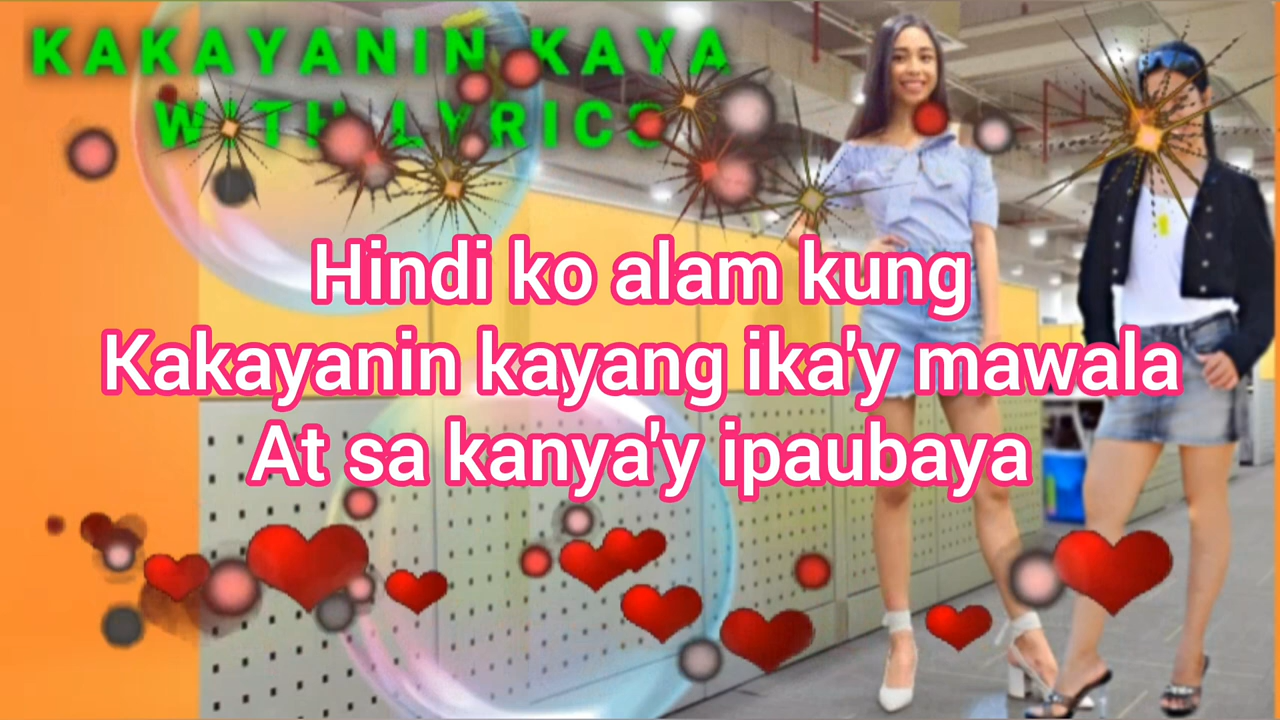 KAKAYANIN KAYA
WITH LYRICS
Hindi ko alam kung
Kakayanin kayang ika'y mawala
At sa kanya'y ipaubaya